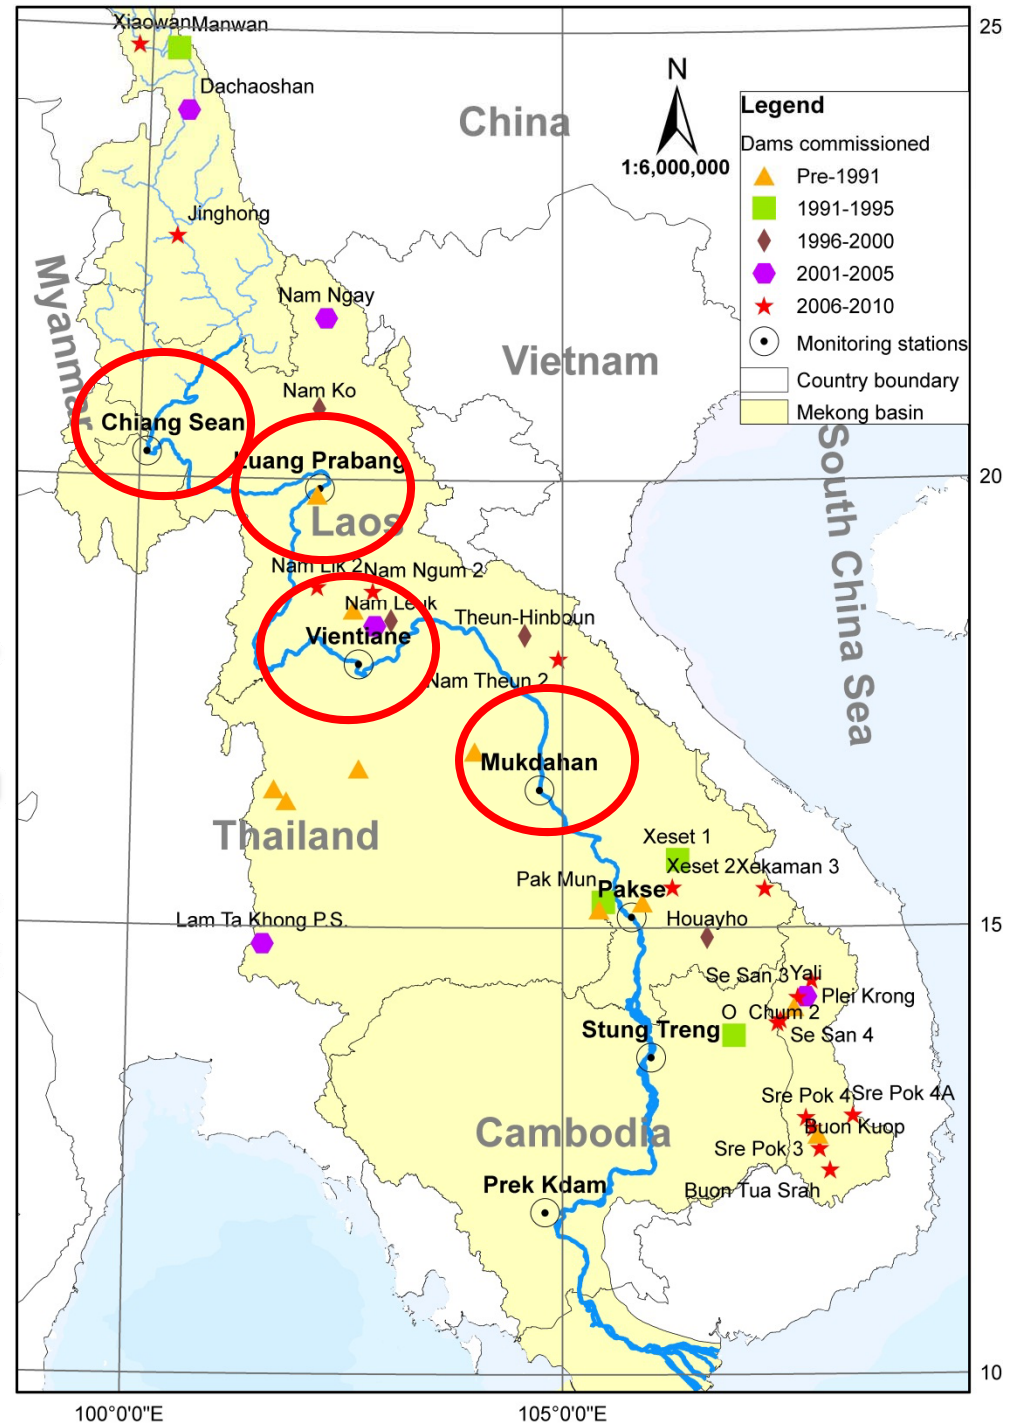 Xiaowan
Manwan
25
Dachaoshan
China
N
1:6,000,000
Legend
Dams commissioned
Pre-1991
1991-1995
1996-2000
2001-2005
2006-2010
Monitoring stations
Country boundary
Mekong basin
Jinghong
Myanmar
Nam Ngay
Vietnam
Nam Ko
Chiang Sean
Luang Prabang
20
South China Sea
Laos
Nam Lik 2
Nam Ngum 2
Nam Leuk
Theun-Hinboun
Vientiane
Nam Theun 2
Mukdahan
Thailand
Xeset 1
Xeset 2
Xekaman 3
Pak Mun
Pakse
Houayho
Lam Ta Khong P.S.
15
Se San 3
Yali
Plei Krong
O Chum 2
Stung Treng
Se San 4
Sre Pok 4
Sre Pok 4A
Buon Kuop
Cambodia
Sre Pok 3
Prek Kdam
Buon Tua Srah
10
100°0'0"E
105°0'0"E